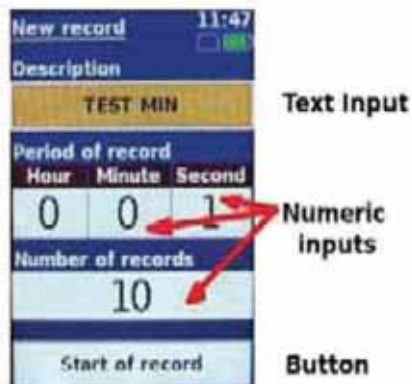 New record 11:47
Description
TEST MIN Text Input
Period of record
Hour Minute Second
0 0 1 Numeric inputs
Number of records
10
Start of record Button